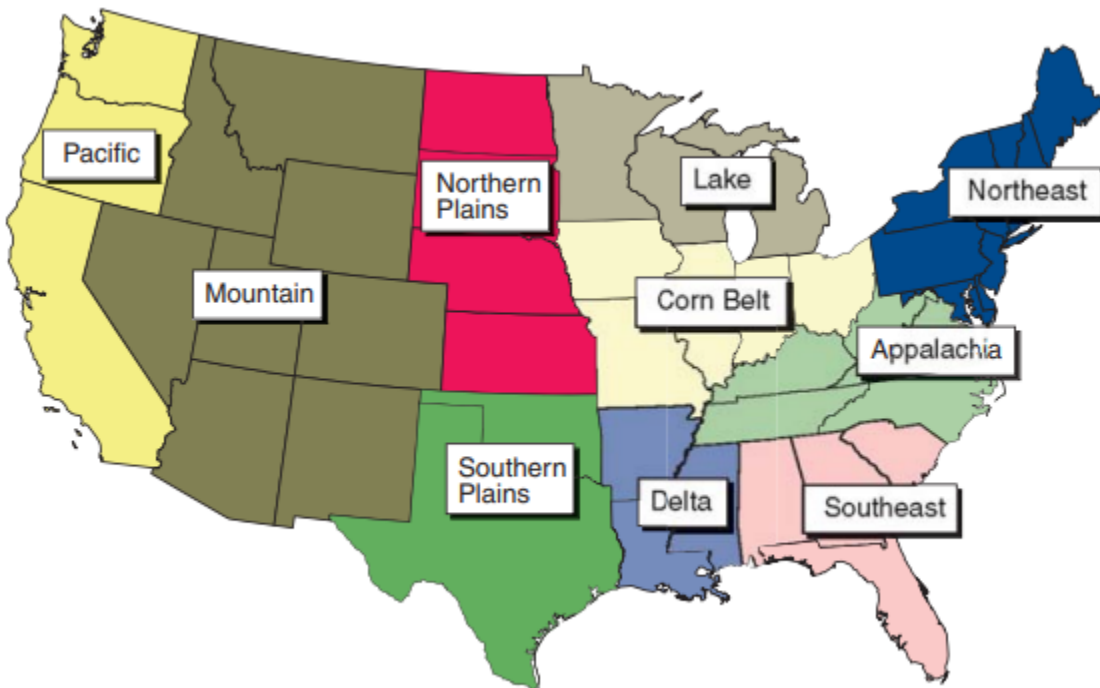 Pacific
Northern
Plains
Lake
Northeast
Mountain
Corn Belt
Appalachia
Southern
Plains
Delta
Southeast